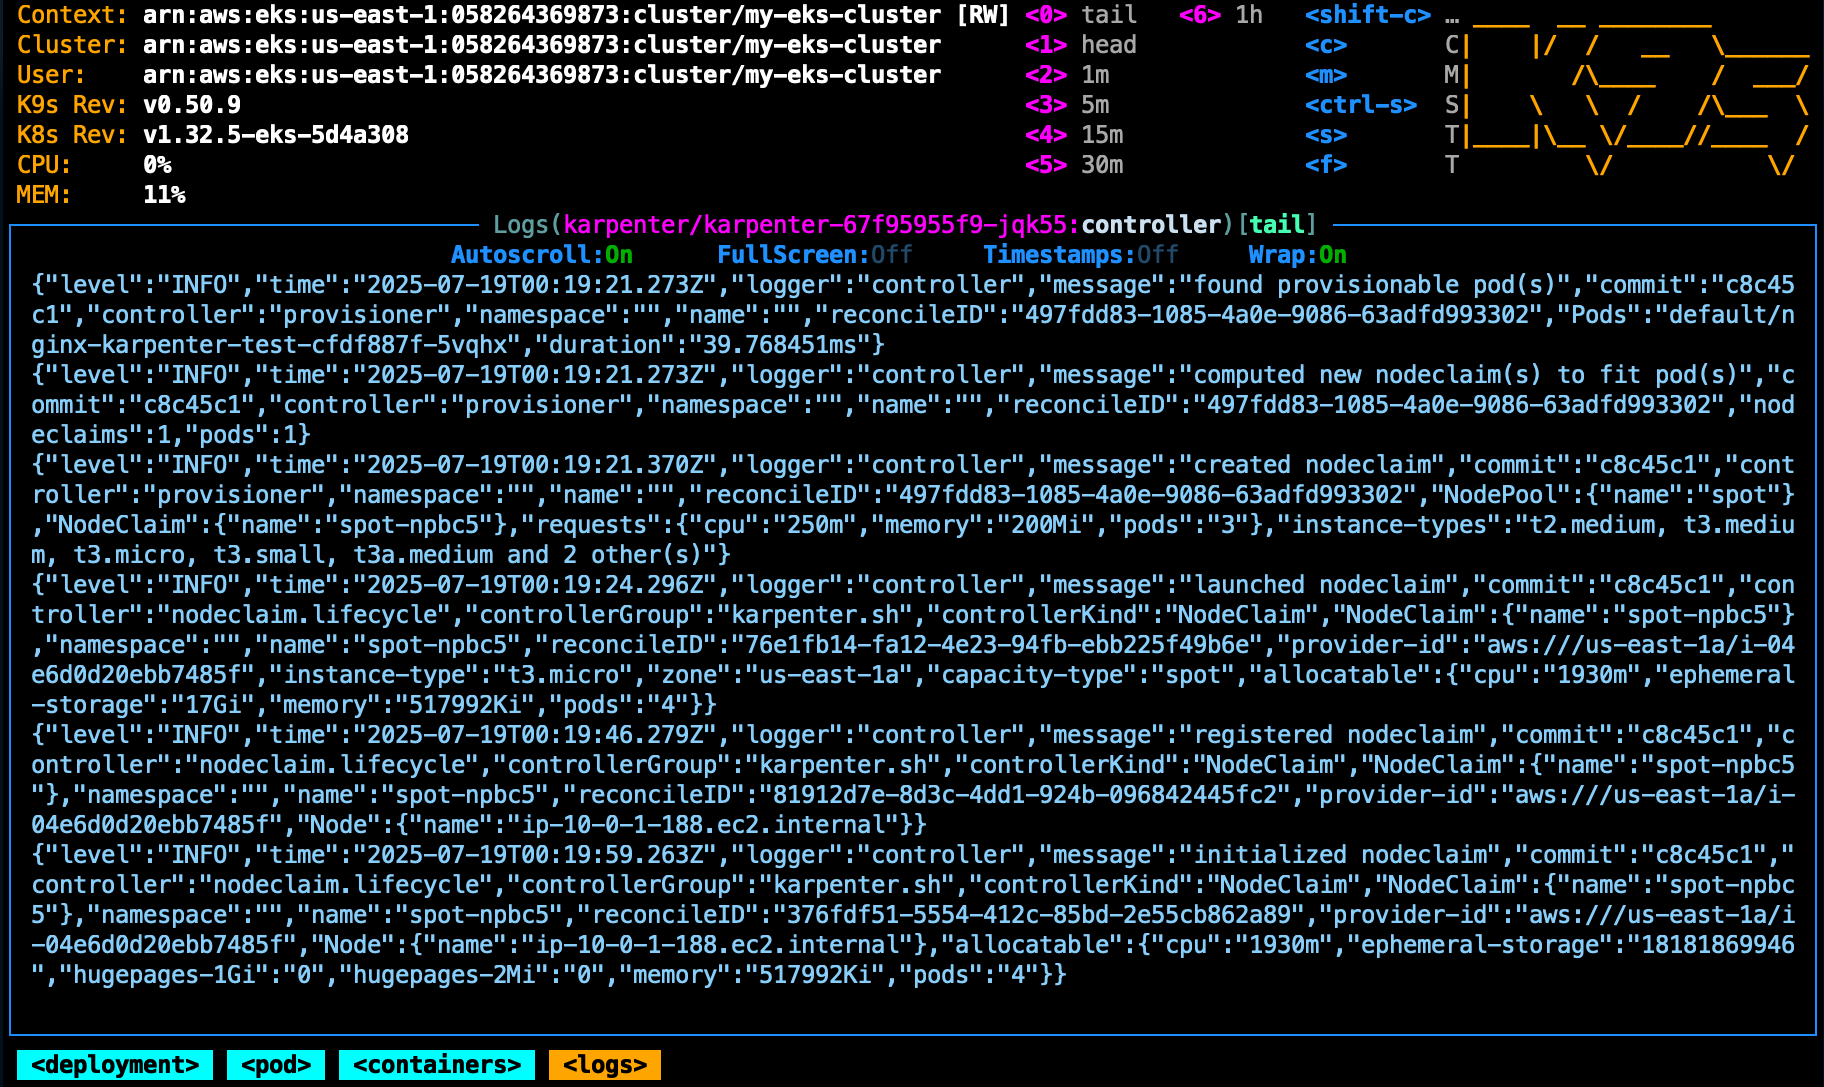 Context: arn:aws:eks:us-east-1:058264369873:cluster/my-eks-cluster [RW] <0> tail <6> 1h <shift-c> …
Cluster: arn:aws:eks:us-east-1:058264369873:cluster/my-eks-cluster <1> head <c> C
User: arn:aws:eks:us-east-1:058264369873:cluster/my-eks-cluster <2> 1m <m> M
K9s Rev: v0.50.9 <3> 5m <ctrl-s> S
K8s Rev: v1.32.5-eks-5d4a308 <4> 15m <s> T
CPU: 0% <5> 30m <f> T
MEM: 11%
Logs(karpenter/karpenter-67f95955f9-jqk55:controller)[tail]
Autoscroll:On FullScreen:Off Timestamps:Off Wrap:On
{"level":"INFO","time":"2025-07-19T00:19:21.273Z","logger":"controller","message":"found provisionable pod(s)","commit":"c8c45
c1","controller":"provisioner","namespace":"","name":"","reconcileID":"497fdd83-1085-4a0e-9086-63adfd993302","Pods":"default/n
ginx-karpenter-test-cfdf887f-5vqhx","duration":"39.768451ms"}
{"level":"INFO","time":"2025-07-19T00:19:21.273Z","logger":"controller","message":"computed new nodeclaim(s) to fit pod(s)","c
ommit":"c8c45c1","controller":"provisioner","namespace":"","name":"","reconcileID":"497fdd83-1085-4a0e-9086-63adfd993302","nod
eclaims":1,"pods":1}
{"level":"INFO","time":"2025-07-19T00:19:21.370Z","logger":"controller","message":"created nodeclaim","commit":"c8c45c1","cont
roller":"provisioner","namespace":"","name":"","reconcileID":"497fdd83-1085-4a0e-9086-63adfd993302","NodePool":{"name":"spot"}
,"NodeClaim":{"name":"spot-npbc5"},"requests":{"cpu":"250m","memory":"200Mi","pods":"3"},"instance-types":"t2.medium, t3.mediu
m, t3.micro, t3.small, t3a.medium and 2 other(s)"}
{"level":"INFO","time":"2025-07-19T00:19:24.296Z","logger":"controller","message":"launched nodeclaim","commit":"c8c45c1","con
troller":"nodeclaim.lifecycle","controllerGroup":"karpenter.sh","controllerKind":"NodeClaim","NodeClaim":{"name":"spot-npbc5"}
,"namespace":"","name":"spot-npbc5","reconcileID":"76e1fb14-fa12-4e23-94fb-ebb225f49b6e","provider-id":"aws:///us-east-1a/i-04
e6d0d20ebb7485f","instance-type":"t3.micro","zone":"us-east-1a","capacity-type":"spot","allocatable":{"cpu":"1930m","ephemeral
-storage":"17Gi","memory":"517992Ki","pods":"4"}}
{"level":"INFO","time":"2025-07-19T00:19:46.279Z","logger":"controller","message":"registered nodeclaim","commit":"c8c45c1","c
ontroller":"nodeclaim.lifecycle","controllerGroup":"karpenter.sh","controllerKind":"NodeClaim","NodeClaim":{"name":"spot-npbc5
"},"namespace":"","name":"spot-npbc5","reconcileID":"81912d7e-8d3c-4dd1-924b-096842445fc2","provider-id":"aws:///us-east-1a/i-
04e6d0d20ebb7485f","Node":{"name":"ip-10-0-1-188.ec2.internal"}}
{"level":"INFO","time":"2025-07-19T00:19:59.263Z","logger":"controller","message":"initialized nodeclaim","commit":"c8c45c1","
controller":"nodeclaim.lifecycle","controllerGroup":"karpenter.sh","controllerKind":"NodeClaim","NodeClaim":{"name":"spot-npbc
5"},"namespace":"","name":"spot-npbc5","reconcileID":"376fdf51-5554-412c-85bd-2e55cb862a89","provider-id":"aws:///us-east-1a/i
-04e6d0d20ebb7485f","Node":{"name":"ip-10-0-1-188.ec2.internal"},"allocatable":{"cpu":"1930m","ephemeral-storage":"18181869946
","hugepages-1Gi":"0","hugepages-2Mi":"0","memory":"517992Ki","pods":"4"}}
<deployment> <pod> <containers> <logs>